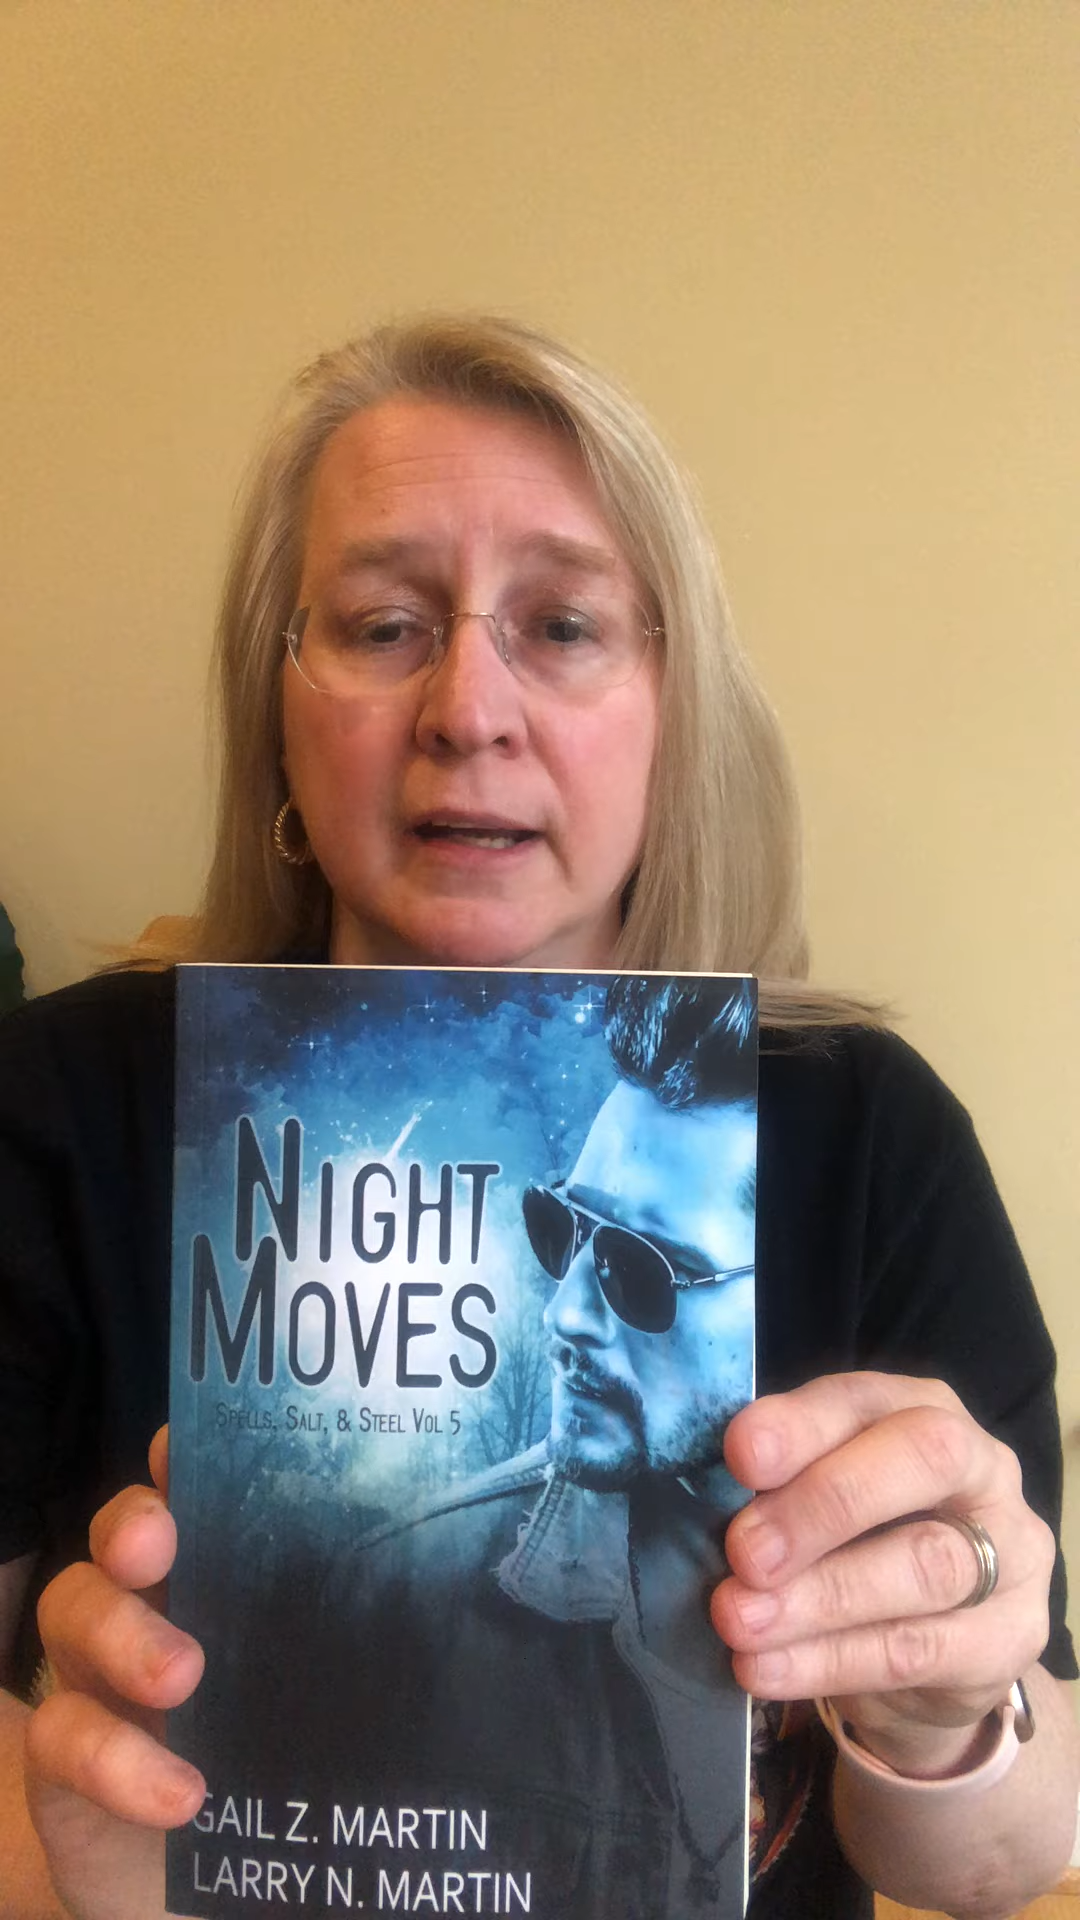 NIGHT
MOVES
SPELLS, SALT, & STEEL VOL 5
GAIL Z. MARTIN
LARRY N. MARTIN